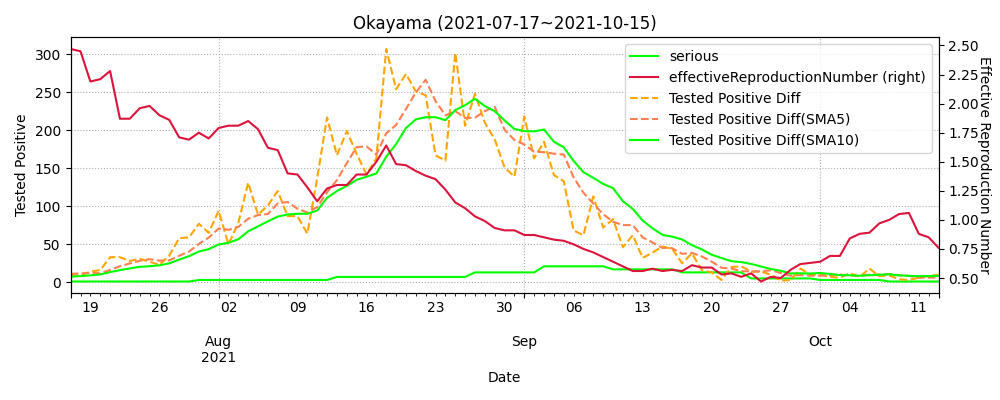 Okayama (2021-07-17~2021-10-15)
serious
effectiveReproductionNumber (right)
Tested Positive Diff
Tested Positive Diff(SMA5)
Tested Positive Diff(SMA10)
Tested Positive
300
250
200
150
100
50
0
Effective Reproduction Number
2.50
2.25
2.00
1.75
1.50
1.25
1.00
0.75
0.50
19 26 02 09 16 23 30 06 13 20 27 04 11
Aug Sep Oct
2021
Date